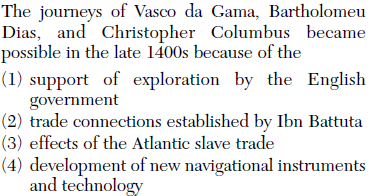 The journeys of Vasco da Gama, Bartholomeu
Dias, and Christopher Columbus became
possible in the late 1400s because of the
(1) support of exploration by the English
government
(2) trade connections established by Ibn Battuta
(3) effects of the Atlantic slave trade
(4) development of new navigational instruments
and technology